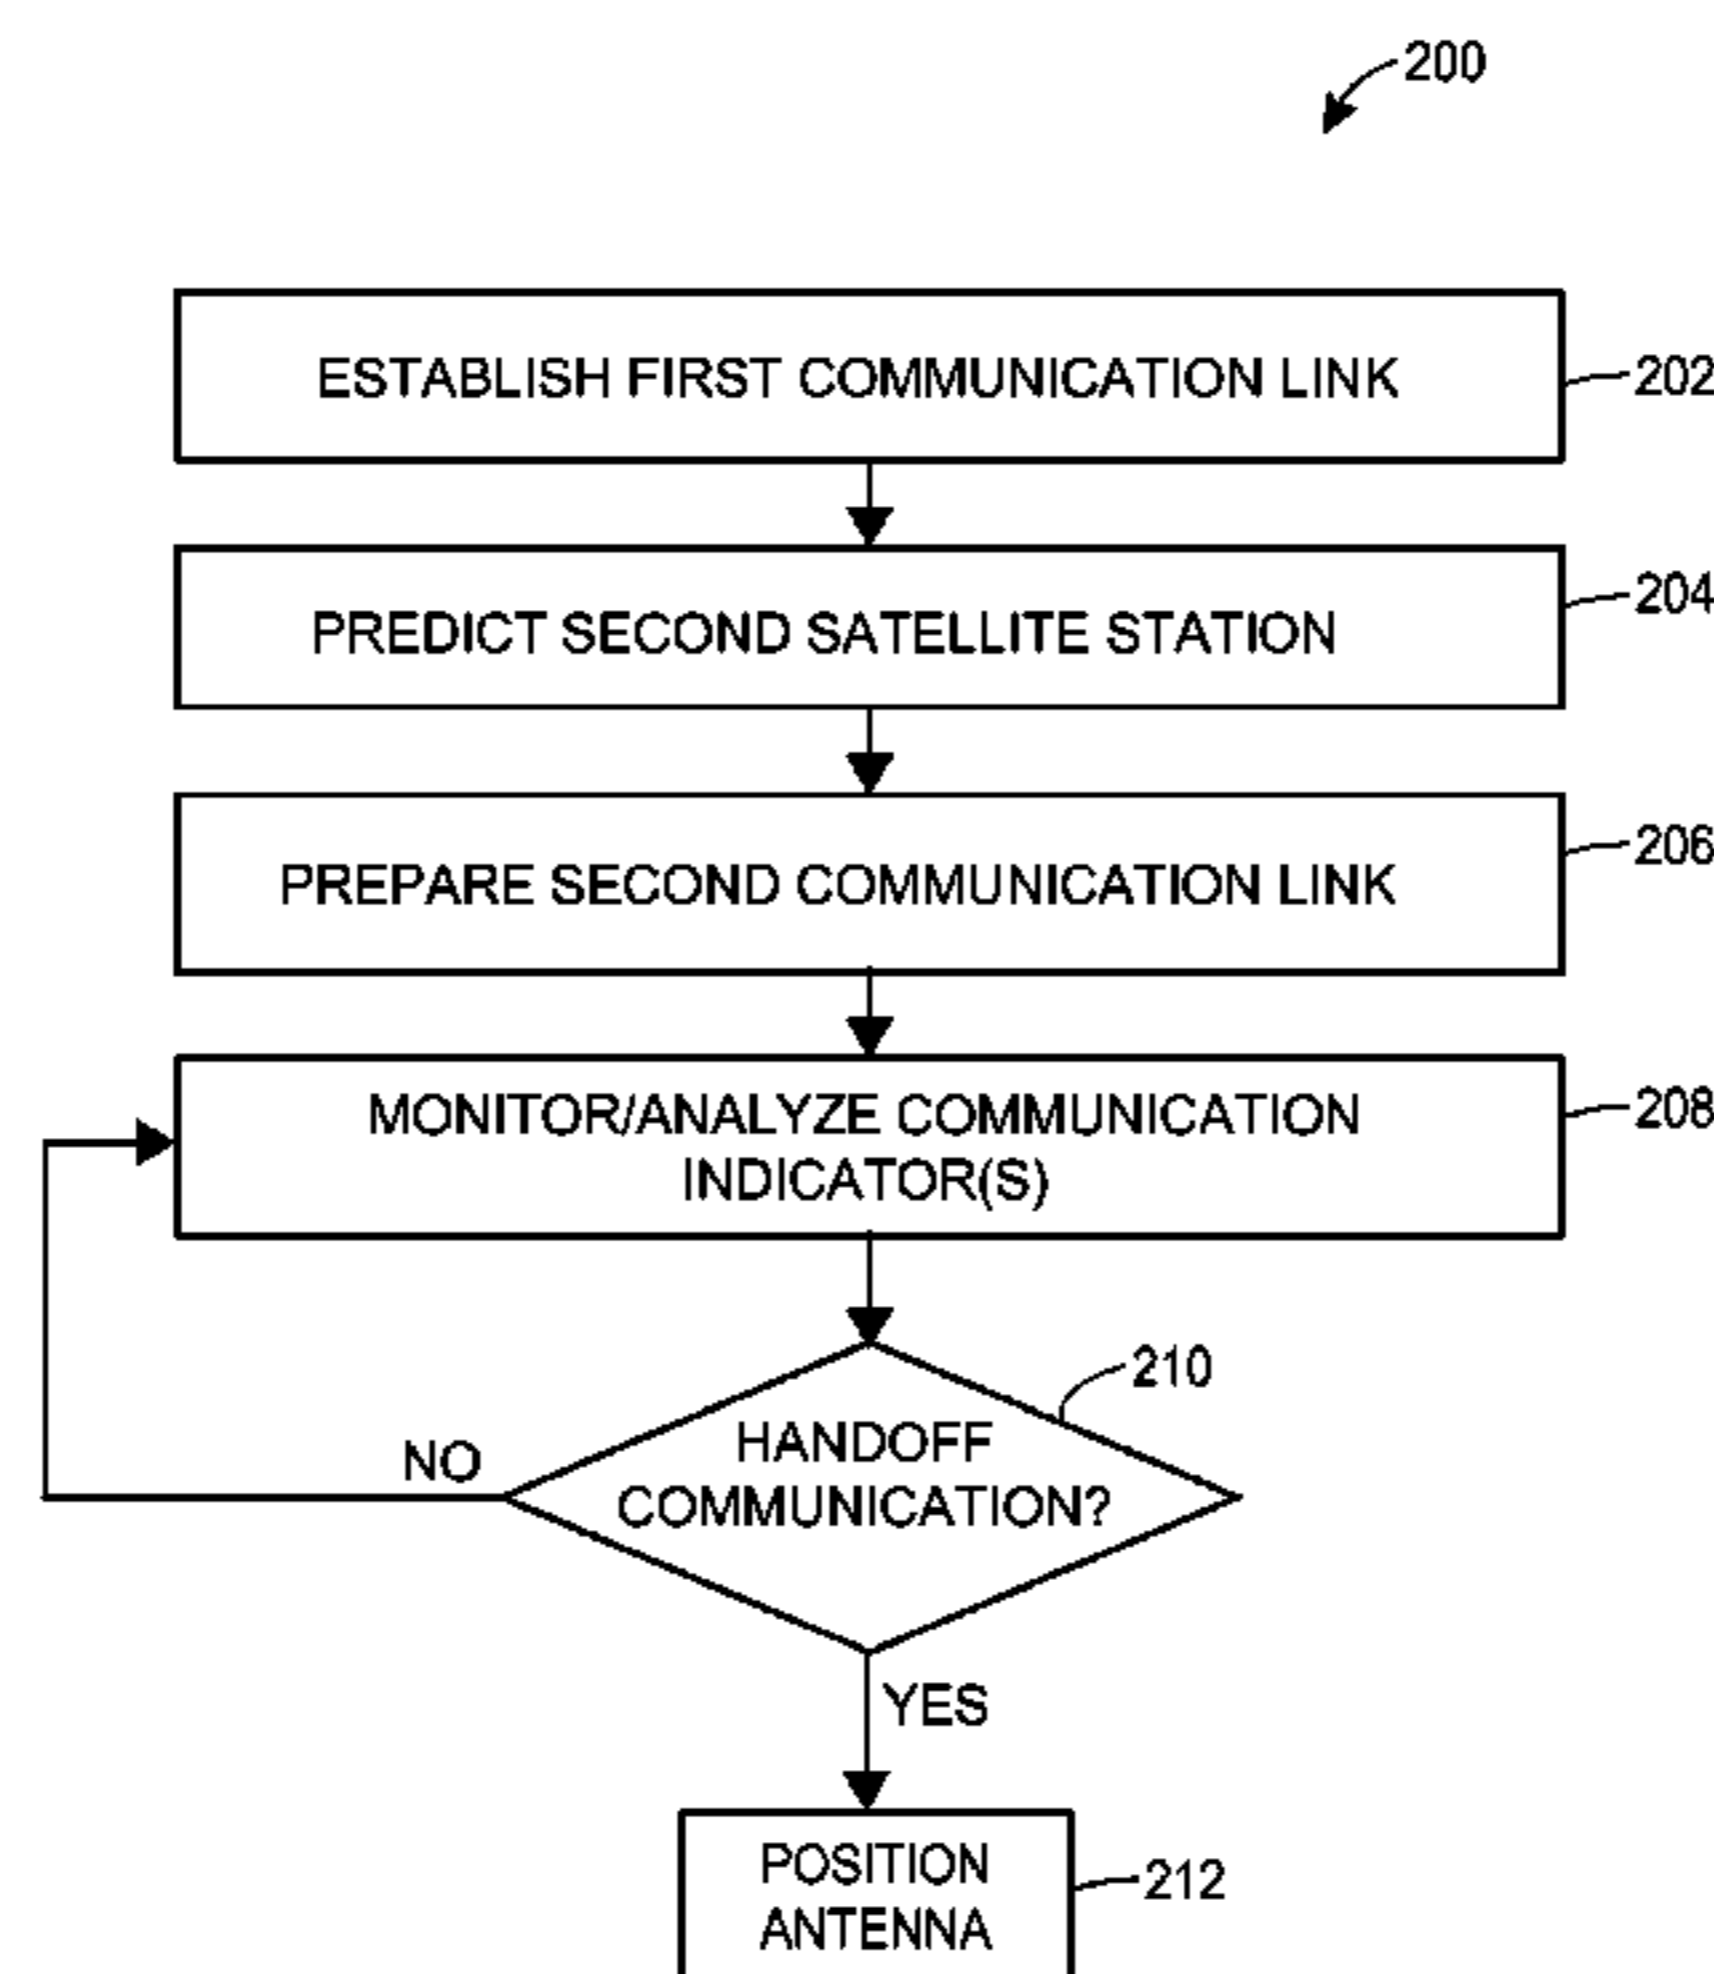 200
ESTABLISH FIRST COMMUNICATION LINK
202
PREDICT SECOND SATELLITE STATION
204
PREPARE SECOND COMMUNICATION LINK
206
MONITOR/ANALYZE COMMUNICATION
INDICATOR(S)
208
HANDOFF
COMMUNICATION?
210
NO
YES
POSITION
ANTENNA
212